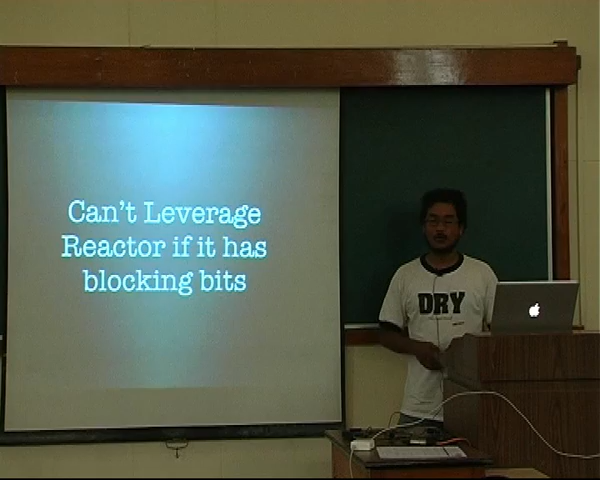 Can't Leverage
Reactor if it has
blocking bits
DRY